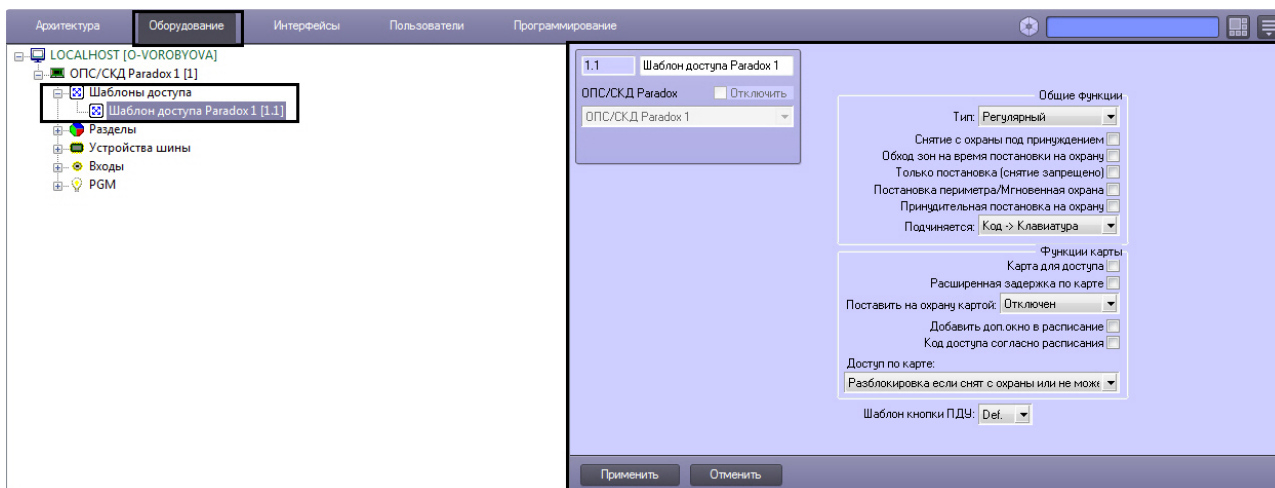 Архитектура Оборудование Интерфейсы Пользователи Программирование
LOCALHOST [O-VOROBYOVA]
ОПС/СКД Paradox 1 [1]
Шаблоны доступа
Шаблон доступа Paradox 1 [1.1]
Разделы
Устройства шины
Входы
PGM
1.1 Шаблон доступа Paradox 1
ОПС/СКД Paradox Отключить
ОПС/СКД Paradox 1
Общие функции
Тип: Регулярный
Снятие с охраны под принуждением
Обход зон на время постановки на охрану
Только постановка (снятие запрещено)
Постановка периметра/Мгновенная охрана
Принудительная постановка на охрану
Подчиняется: Код -> Клавиатура
Функции карты
Карта для доступа
Расширенная задержка по карте
Поставить на охрану картой: Отключен
Добавить доп.окно в расписание
Код доступа согласно расписания
Доступ по карте:
Разблокировка если снят с охраны или не може
Шаблон кнопки ПДУ: Def.
Применить Отменить